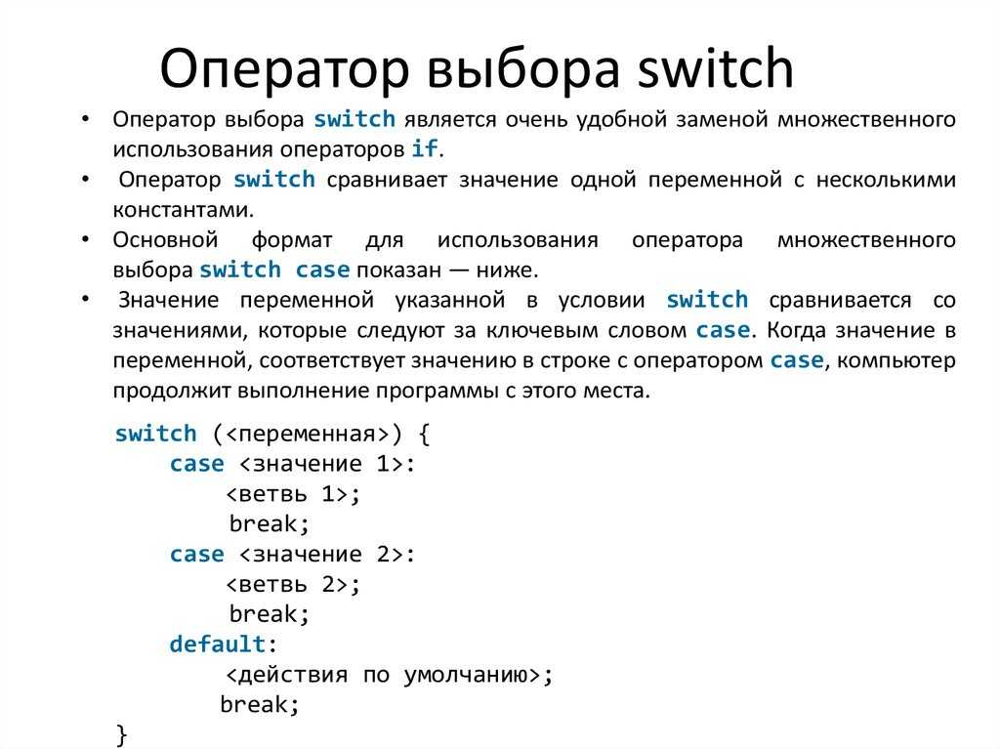 Оператор выбора switch
• Оператор выбора switch является очень удобной заменой множественного
использования операторов if.
• Оператор switch сравнивает значение одной переменной с несколькими
константами.
• Основной формат для использования оператора множественного
выбора switch case показан — ниже.
• Значение переменной указанной в условии switch сравнивается со
значениями, которые следуют за ключевым словом case. Когда значение в
переменной, соответствует значению в строке с оператором case, компьютер
продолжит выполнение программы с этого места.
switch (<переменная>) {
    case <значение 1>:
        <ветвь 1>;
        break;
    case <значение 2>:
        <ветвь 2>;
        break;
    default:
        <действия по умолчанию>;
        break;
}